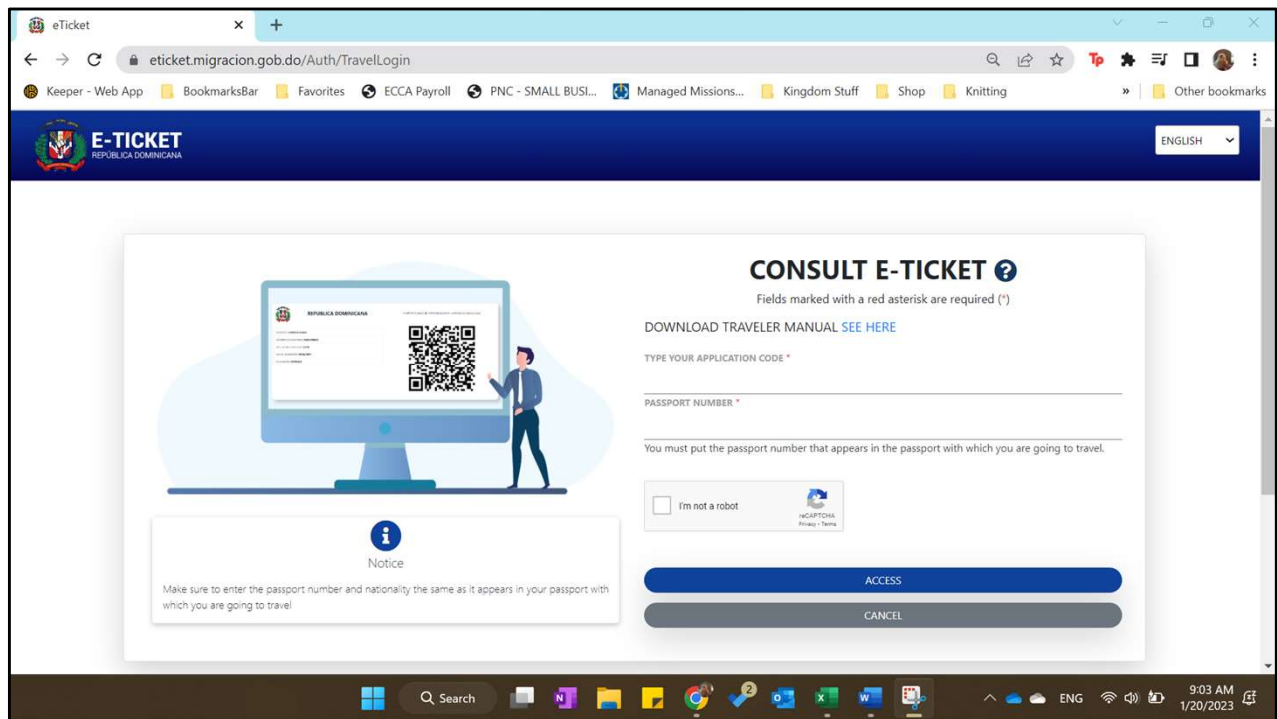 eTicket
eticket.migracion.gob.do/Auth/TravelLogin
Tp
Keeper - Web App BookmarksBar Favorites ECCA Payroll PNC - SMALL BUSI... Managed Missions... Kingdom Stuff Shop Knitting » Other bookmarks
E-TICKET
REPÚBLICA DOMINICANA
ENGLISH
REPUBLICA DOMINICANA
CONSULT E-TICKET ?
Fields marked with a red asterisk are required (*)
DOWNLOAD TRAVELER MANUAL SEE HERE
TYPE YOUR APPLICATION CODE *
PASSPORT NUMBER *
You must put the passport number that appears in the passport with which you are going to travel.
I'm not a robot
reCAPTCHA
Privacy - Terms
Notice
Make sure to enter the passport number and nationality the same as it appears in your passport with
which you are going to travel
ACCESS
CANCEL
Search
2
ENG
9:03 AM
1/20/2023